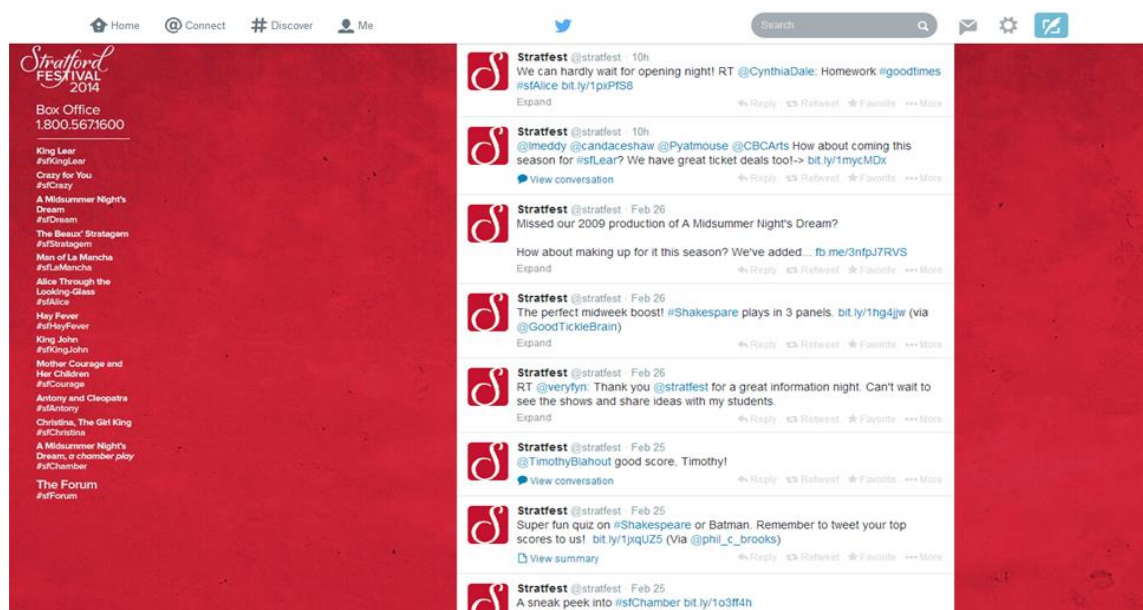 Home
Connect
Discover
Me
Search
Stratford
FESTIVAL
2014
Box Office
1.800.567.1600
King Lear
#sfKingLear
Crazy for You
#sfCrazy
A Midsummer Night's
Dream
#sfDream
The Beaux' Stratagem
#sfStratagem
Man of La Mancha
#sfLaMancha
Alice Through the
Looking-Glass
#sfAlice
Hay Fever
#sfHayFever
King John
#sfKingJohn
Mother Courage and
Her Children
#sfCourage
Antony and Cleopatra
#sfAntony
Christina, The Girl King
#sfChristina
A Midsummer Night's
Dream, a chamber play
#sfChamber
The Forum
#sfForum
Stratfest @stratfest · 10h
We can hardly wait for opening night! RT @CynthiaDale: Homework #goodtimes
#sfAlice bit.ly/1pxPfS8
Expand Reply Retweet Favorite More
Stratfest @stratfest · 10h
@lmeddy @candaceshaw @Pyatmouse @CBCArts How about coming this
season for #sfLear? We have great ticket deals too!-> bit.ly/1mycMDx
View conversation Reply Retweet Favorite More
Stratfest @stratfest · Feb 26
Missed our 2009 production of A Midsummer Night's Dream?
How about making up for it this season? We've added... fb.me/3nfpJ7RVS
Expand Reply Retweet Favorite More
Stratfest @stratfest · Feb 26
The perfect midweek boost! #Shakespare plays in 3 panels. bit.ly/1hg4jjw (via
@GoodTickleBrain)
Expand Reply Retweet Favorite More
Stratfest @stratfest · Feb 26
RT @veryfyn: Thank you @stratfest for a great information night. Can't wait to
see the shows and share ideas with my students.
Expand Reply Retweet Favorite More
Stratfest @stratfest · Feb 25
@TimothyBlahout good score, Timothy!
View conversation Reply Retweet Favorite More
Stratfest @stratfest · Feb 25
Super fun quiz on #Shakespeare or Batman. Remember to tweet your top
scores to us! bit.ly/1jxqUZ5 (Via @phil_c_brooks)
View summary Reply Retweet Favorite More
Stratfest @stratfest · Feb 25
A sneak peek into #sfChamber bit.ly/1o3ff4h